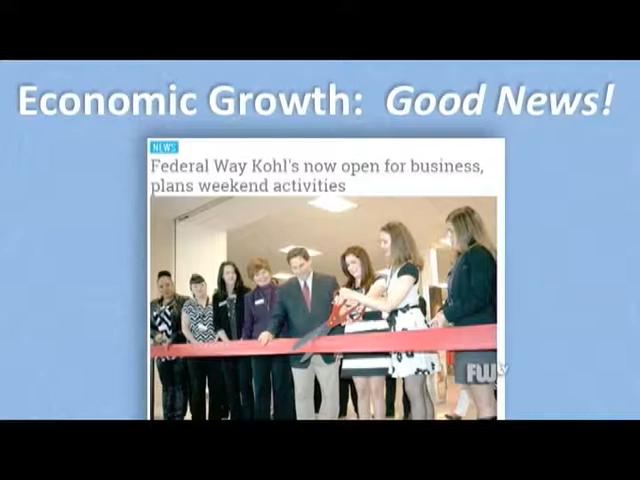 Economic Growth: Good News!
NEWS
Federal Way Kohl's now open for business,
plans weekend activities
FWtv